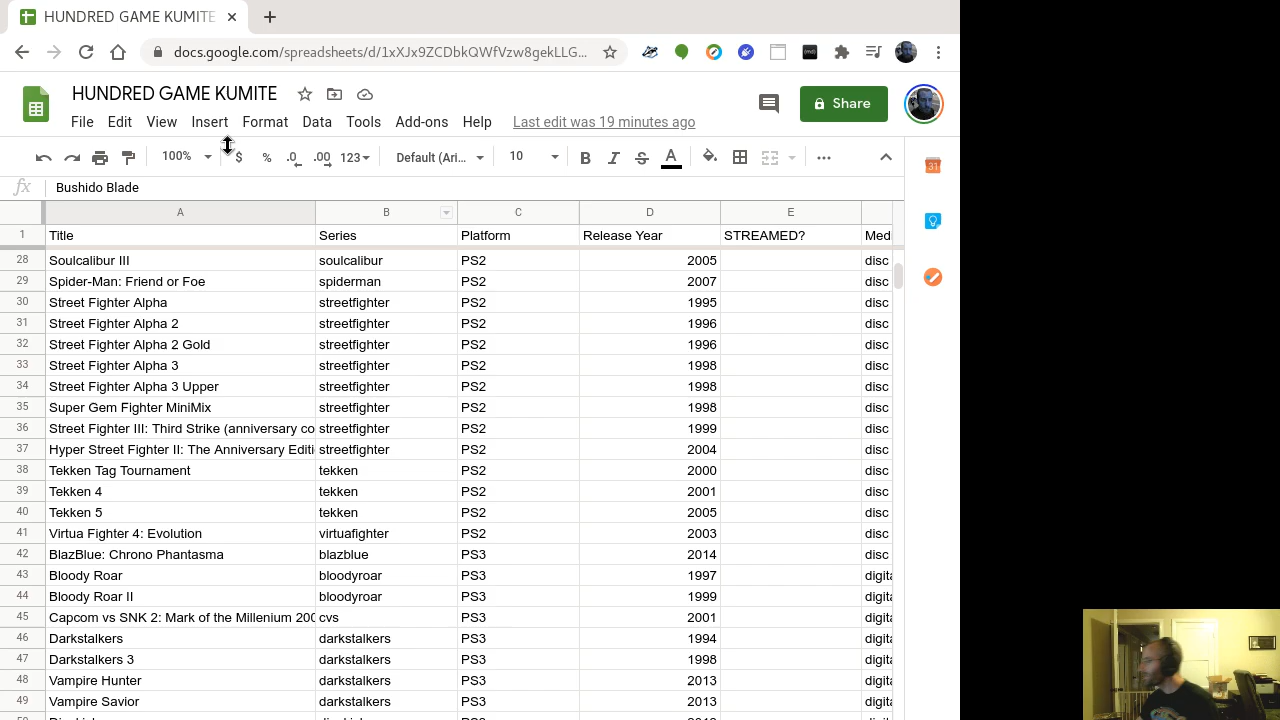 HUNDRED GAME KUMITE
docs.google.com/spreadsheets/d/1xXJx9ZCDbkQWfVzw8gekLLG...
HUNDRED GAME KUMITE
Share
File Edit View Insert Format Data Tools Add-ons Help Last edit was 19 minutes ago
100% $ % .0 .00 123 Default (Ari... 10 B I S A
fx Bushido Blade
A B C D E
1 Title Series Platform Release Year STREAMED? Med
28 Soulcalibur III soulcalibur PS2 2005 disc
29 Spider-Man: Friend or Foe spiderman PS2 2007 disc
30 Street Fighter Alpha streetfighter PS2 1995 disc
31 Street Fighter Alpha 2 streetfighter PS2 1996 disc
32 Street Fighter Alpha 2 Gold streetfighter PS2 1996 disc
33 Street Fighter Alpha 3 streetfighter PS2 1998 disc
34 Street Fighter Alpha 3 Upper streetfighter PS2 1998 disc
35 Super Gem Fighter MiniMix streetfighter PS2 1998 disc
36 Street Fighter III: Third Strike (anniversary co streetfighter PS2 1999 disc
37 Hyper Street Fighter II: The Anniversary Editi streetfighter PS2 2004 disc
38 Tekken Tag Tournament tekken PS2 2000 disc
39 Tekken 4 tekken PS2 2001 disc
40 Tekken 5 tekken PS2 2005 disc
41 Virtua Fighter 4: Evolution virtuafighter PS2 2003 disc
42 BlazBlue: Chrono Phantasma blazblue PS3 2014 disc
43 Bloody Roar bloodyroar PS3 1997 digita
44 Bloody Roar II bloodyroar PS3 1999 digita
45 Capcom vs SNK 2: Mark of the Millenium 200 cvs PS3 2001 digita
46 Darkstalkers darkstalkers PS3 1994 digita
47 Darkstalkers 3 darkstalkers PS3 1998 digita
48 Vampire Hunter darkstalkers PS3 2013 digita
49 Vampire Savior darkstalkers PS3 2013 digita